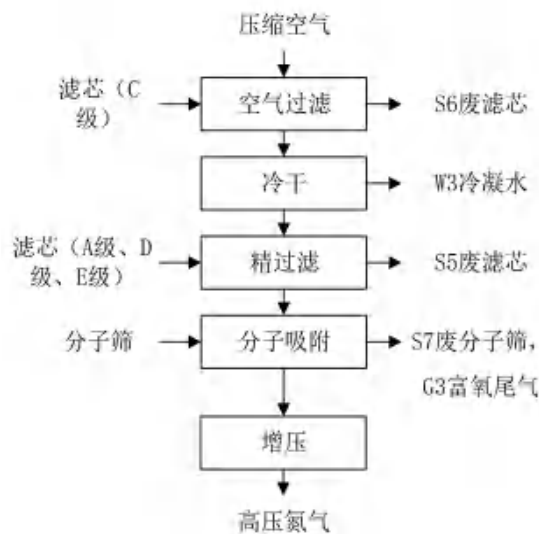 压缩空气
滤芯（C
级）
空气过滤
S6废滤芯
冷干
W3冷凝水
滤芯（A级、D
级、E级）
精过滤
S5废滤芯
分子筛
分子吸附
S7废分子筛，
G3富氧尾气
增压
高压氮气